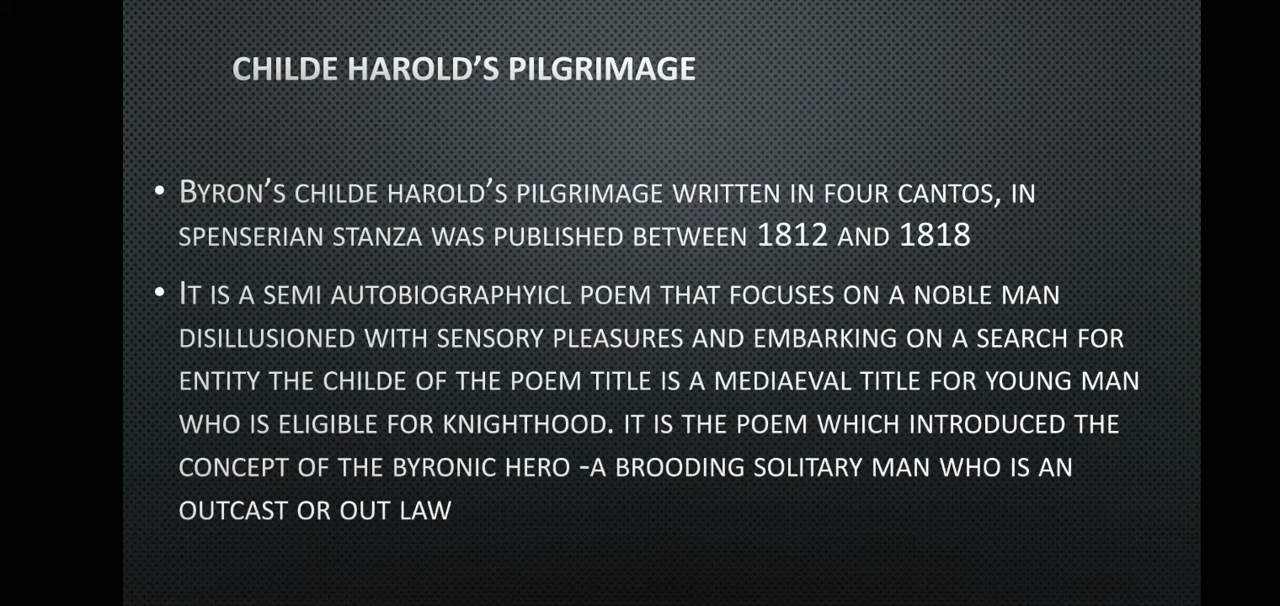 CHILDE HAROLD'S PILGRIMAGE
• BYRON'S CHILDE HAROLD'S PILGRIMAGE WRITTEN IN FOUR CANTOS, IN
SPENSERIAN STANZA WAS PUBLISHED BETWEEN 1812 AND 1818
• IT IS A SEMI AUTOBIOGRAPHYICL POEM THAT FOCUSES ON A NOBLE MAN
DISILLUSIONED WITH SENSORY PLEASURES AND EMBARKING ON A SEARCH FOR
ENTITY THE CHILDE OF THE POEM TITLE IS A MEDIAEVAL TITLE FOR YOUNG MAN
WHO IS ELIGIBLE FOR KNIGHTHOOD. IT IS THE POEM WHICH INTRODUCED THE
CONCEPT OF THE BYRONIC HERO -A BROODING SOLITARY MAN WHO IS AN
OUTCAST OR OUT LAW